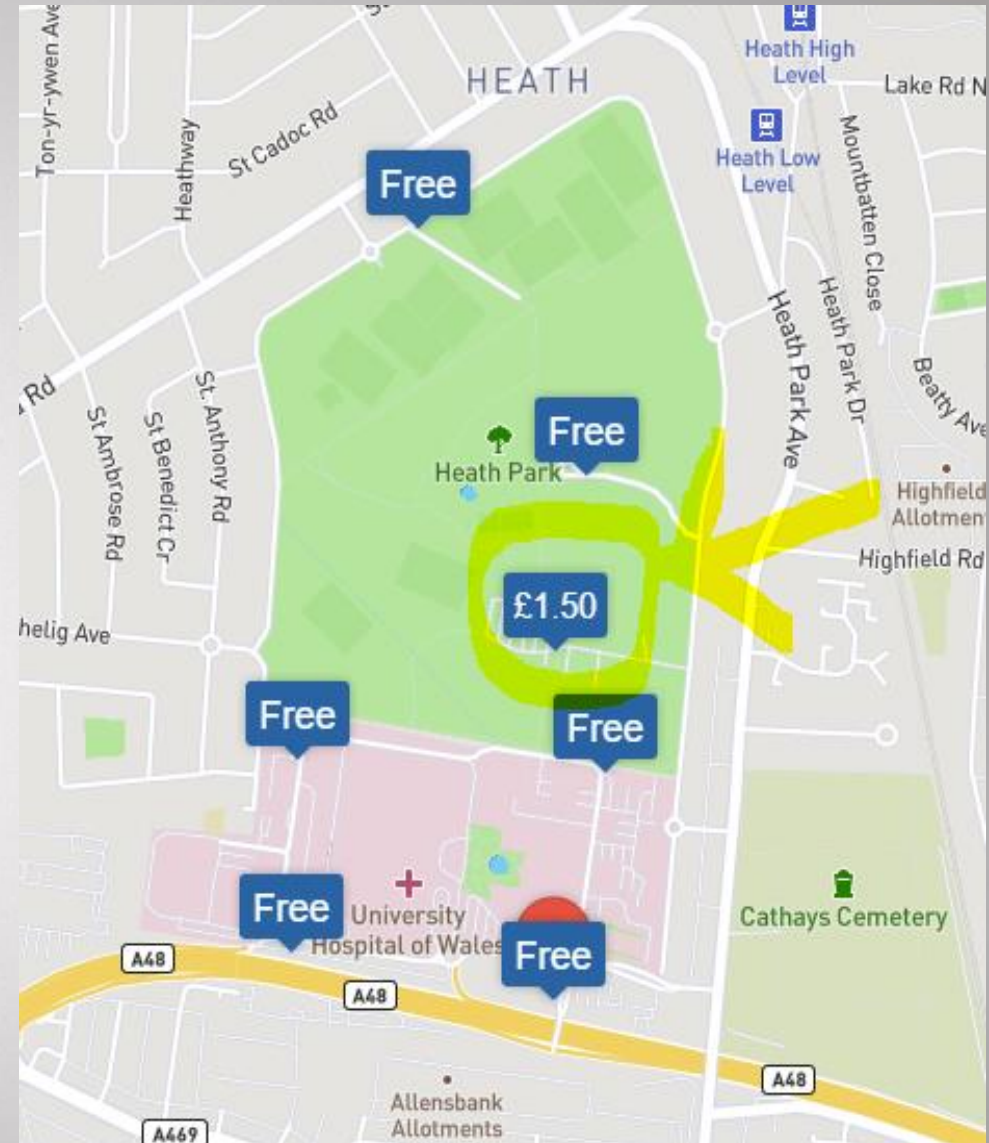 Ton-yr-ywen Ave
HEATH
Heath High
Level
Lake Rd N
St Cadoc Rd
Heathway
Heath Low
Level
Mountbatten Close
Free
Heath Park Ave
Heath Park Dr
Beatty Ave
Rd
St Ambrose Rd
St Benedict Cr
St. Anthony Rd
Free
Heath Park
Highfield
Allotment
Highfield Rd
£1.50
helig Ave
Free
Free
Free
University
Hospital of Wales
Free
Cathays Cemetery
A48
A48
A48
Allensbank
Allotments
A469